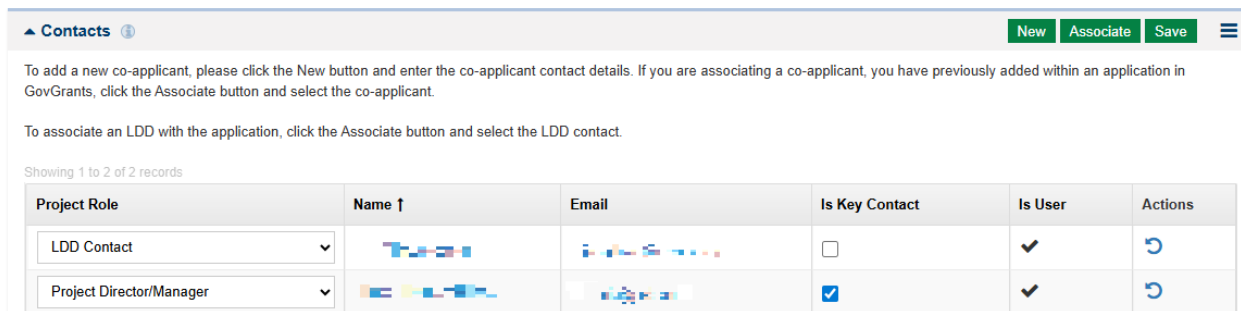 Contacts
New Associate Save
To add a new co-applicant, please click the New button and enter the co-applicant contact details. If you are associating a co-applicant, you have previously added within an application in
GovGrants, click the Associate button and select the co-applicant.
To associate an LDD with the application, click the Associate button and select the LDD contact.
Showing 1 to 2 of 2 records
Project Role Name ↑ Email Is Key Contact Is User Actions
LDD Contact
Project Director/Manager